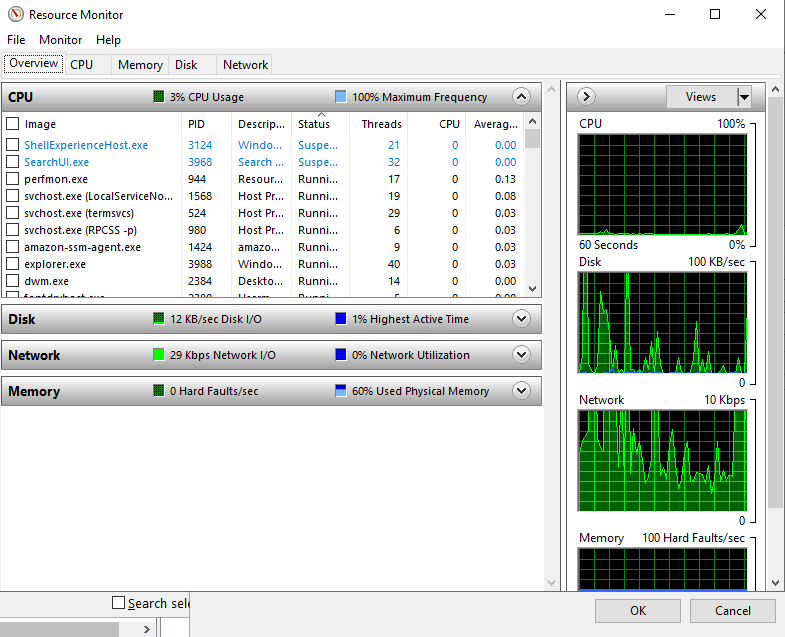 Resource Monitor
File Monitor Help
Overview CPU Memory Disk Network
CPU 3% CPU Usage 100% Maximum Frequency
Image PID Descrip... Status Threads CPU Averag...
ShellExperienceHost.exe 3124 Windo... Suspe... 21 0 0.00
SearchUI.exe 3968 Search ... Suspe... 32 0 0.00
perfmon.exe 944 Resour... Runni... 17 0 0.13
svchost.exe (LocalServiceNo... 1568 Host Pr... Runni... 19 0 0.08
svchost.exe (termsvcs) 524 Host Pr... Runni... 29 0 0.03
svchost.exe (RPCSS -p) 980 Host Pr... Runni... 6 0 0.03
amazon-ssm-agent.exe 1424 amazo... Runni... 9 0 0.03
explorer.exe 3988 Windo... Runni... 40 0 0.03
dwm.exe 2384 Deskto... Runni... 14 0 0.00
Disk 12 KB/sec Disk I/O 1% Highest Active Time
Network 29 Kbps Network I/O 0% Network Utilization
Memory 0 Hard Faults/sec 60% Used Physical Memory
Views
CPU 100%
60 Seconds 0%
Disk 100 KB/sec
0
Network 10 Kbps
0
Memory 100 Hard Faults/sec
Search sele
OK Cancel